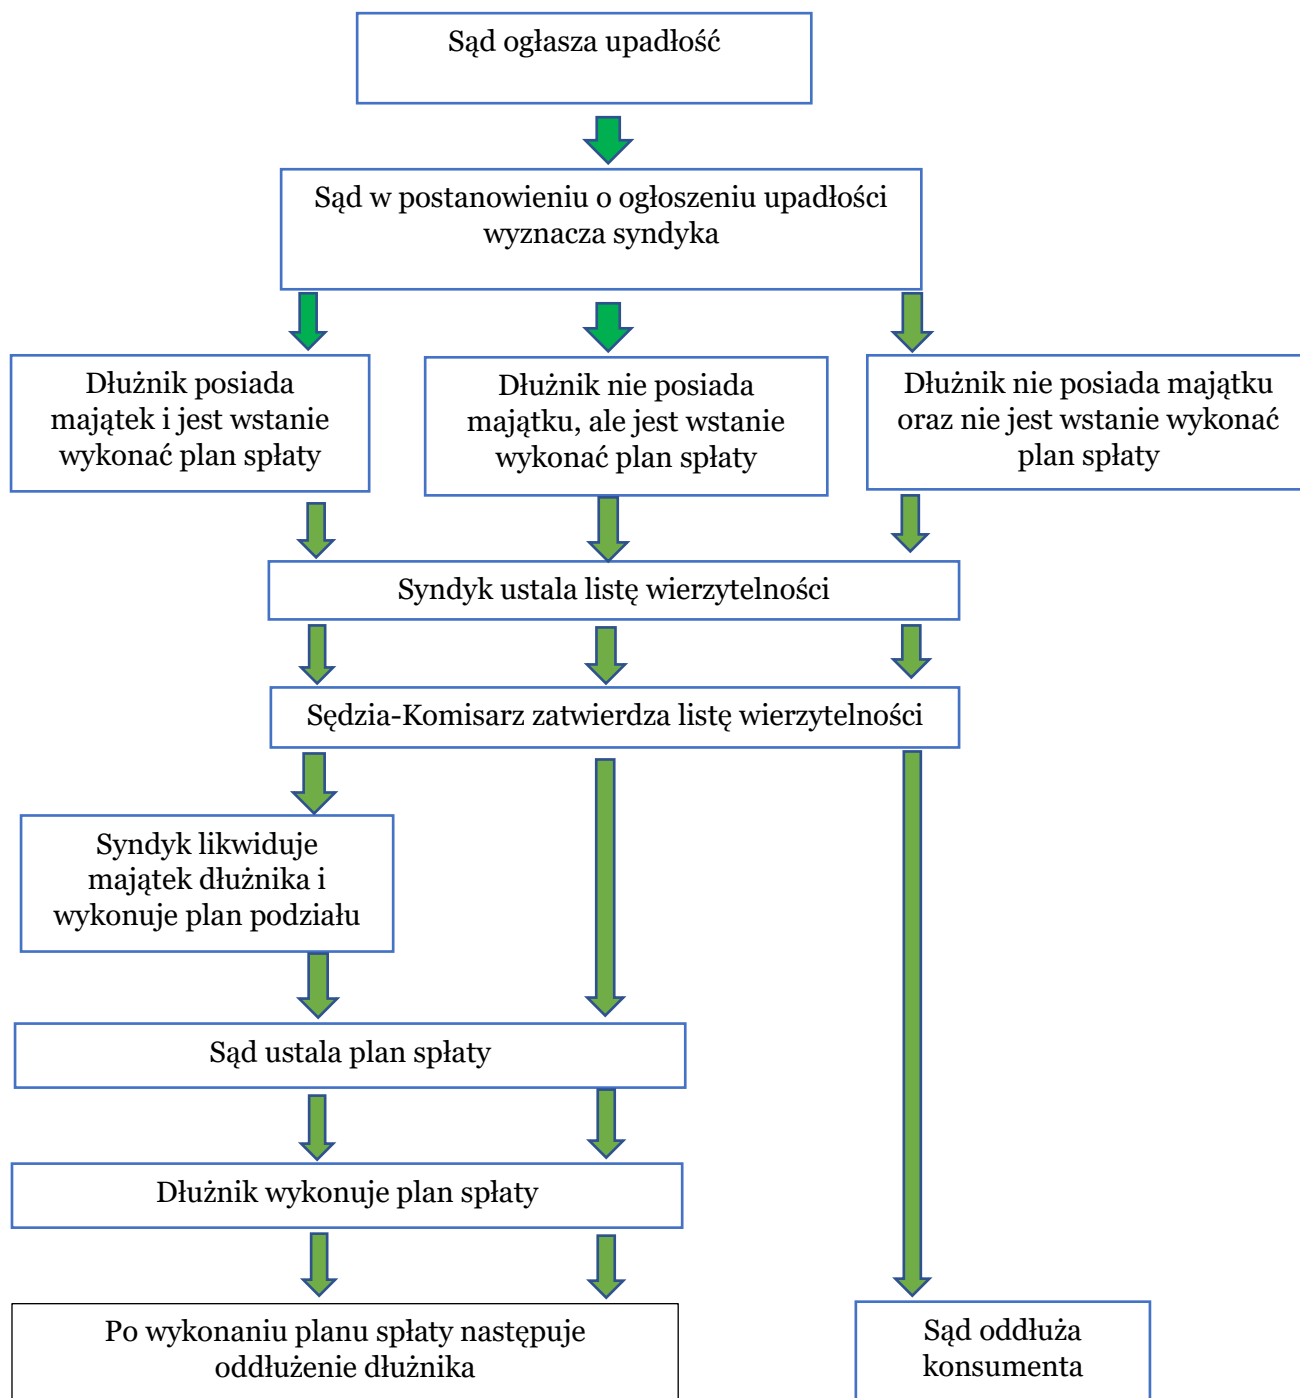 Sąd ogłasza upadłość
Sąd w postanowieniu o ogłoszeniu upadłości
wyznacza syndyka
Dłużnik posiada
majątek i jest wstanie
wykonać plan spłaty
Dłużnik nie posiada
majątku, ale jest wstanie
wykonać plan spłaty
Dłużnik nie posiada majątku
oraz nie jest wstanie wykonać
plan spłaty
Syndyk ustala listę wierzytelności
Sędzia-Komisarz zatwierdza listę wierzytelności
Syndyk likwiduje
majątek dłużnika i
wykonuje plan podziału
Sąd ustala plan spłaty
Dłużnik wykonuje plan spłaty
Po wykonaniu planu spłaty następuje
oddłużenie dłużnika
Sąd oddłuża
konsumenta